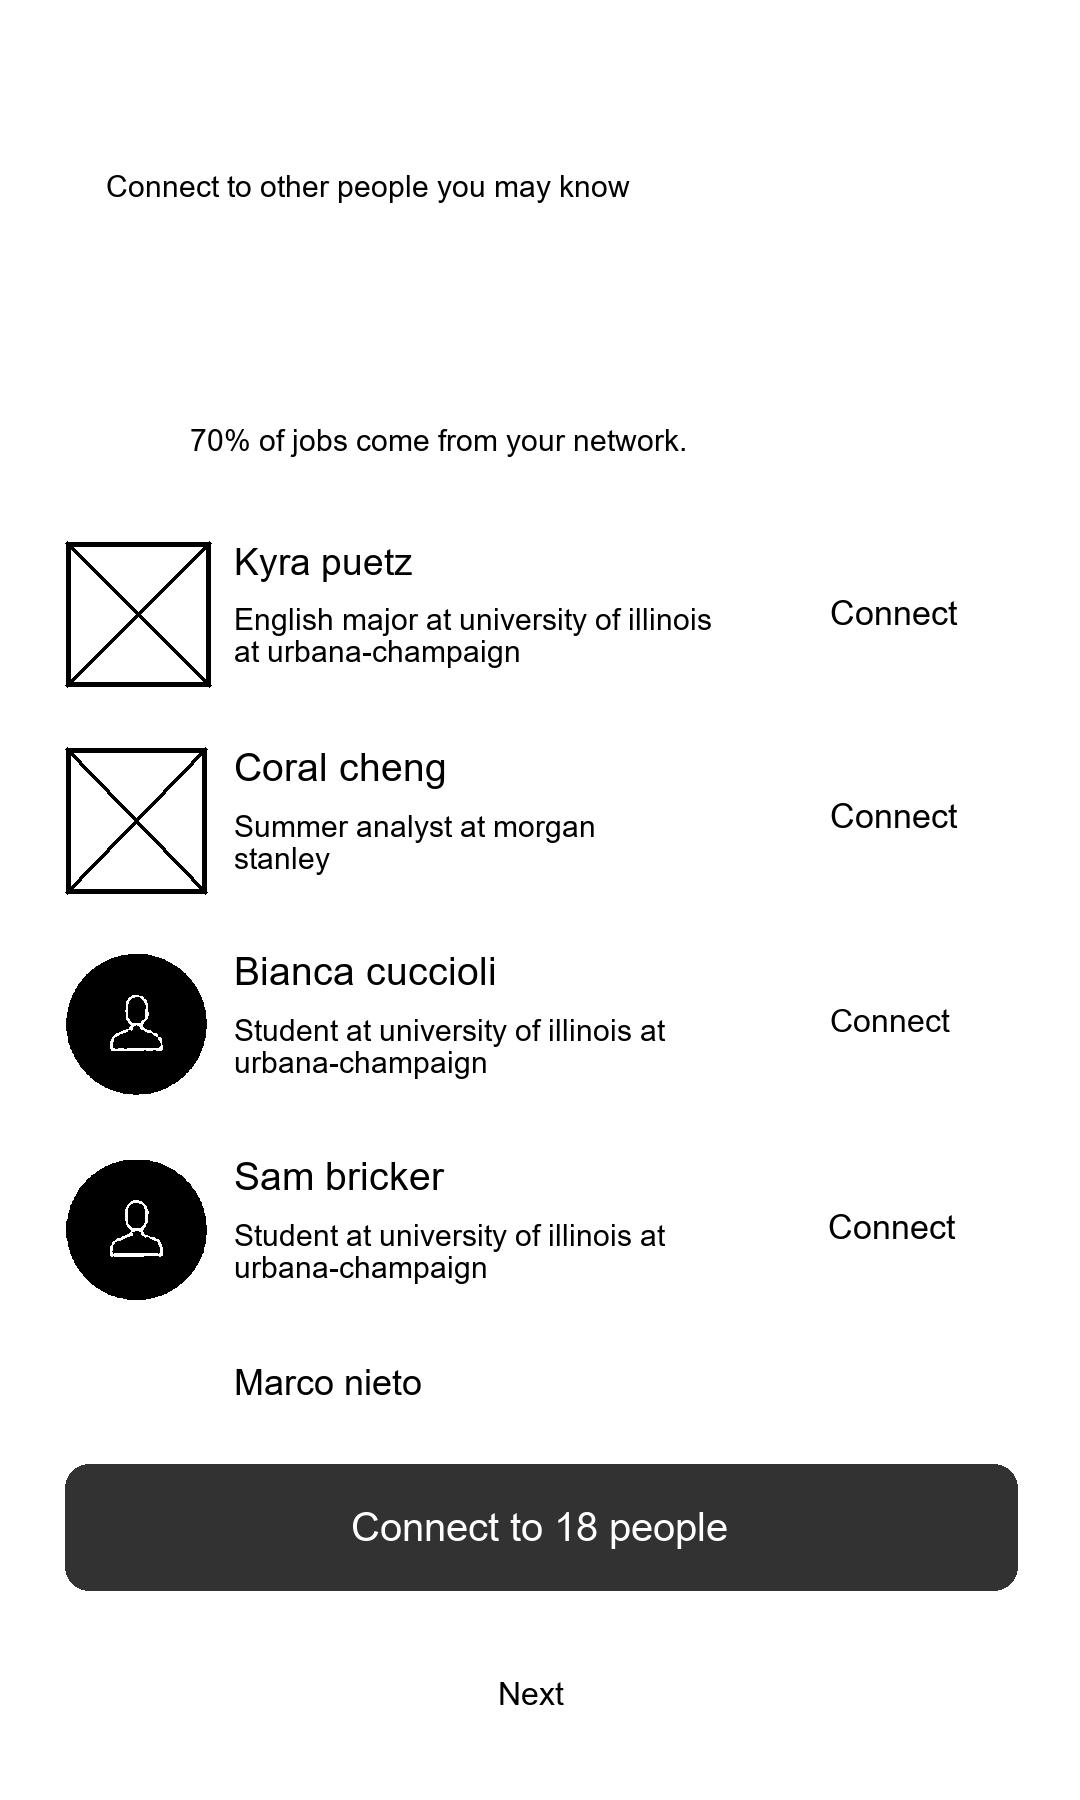 Connect to other people you may know
70% of jobs come from your network.
Kyra puetz
English major at university of illinois
at urbana-champaign
Connect
Coral cheng
Summer analyst at morgan
stanley
Connect
Bianca cuccioli
Student at university of illinois at
urbana-champaign
Connect
Sam bricker
Student at university of illinois at
urbana-champaign
Connect
Marco nieto
Connect to 18 people
Next